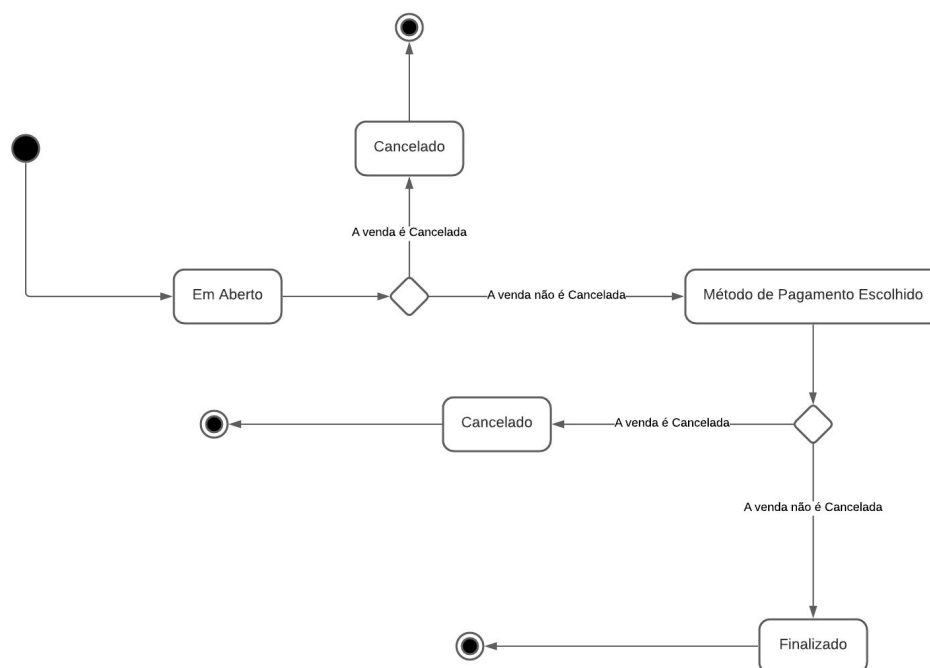 Cancelado
A venda é Cancelada
Em Aberto
A venda não é Cancelada
Método de Pagamento Escolhido
Cancelado
A venda é Cancelada
A venda não é Cancelada
Finalizado